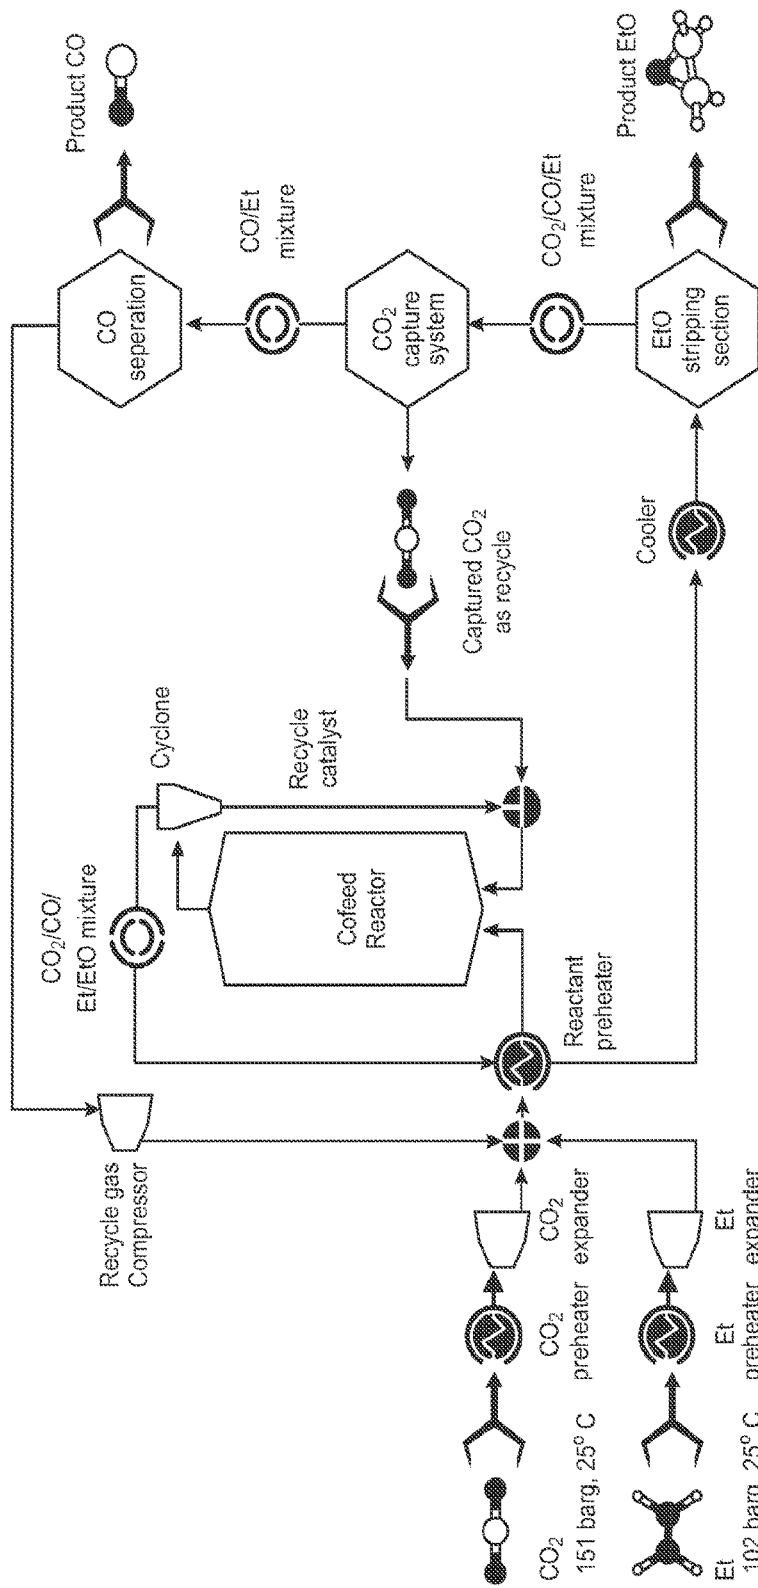 Product CO
Product EtO
CO
seperation
CO/Et
mixture
CO₂
capture
system
CO₂/CO/Et
mixture
EtO
stripping
section
Captured CO₂
as recycle
Cooler
Cyclone
Recycle
catalyst
CO₂/CO/
Et/EtO mixture
Cofeed
Reactor
Reactant
preheater
Recycle gas
Compressor
CO₂
preheater
CO₂
expander
Et
preheater
Et
expander
CO₂
151 barg, 25° C
Et
102 barg, 25° C